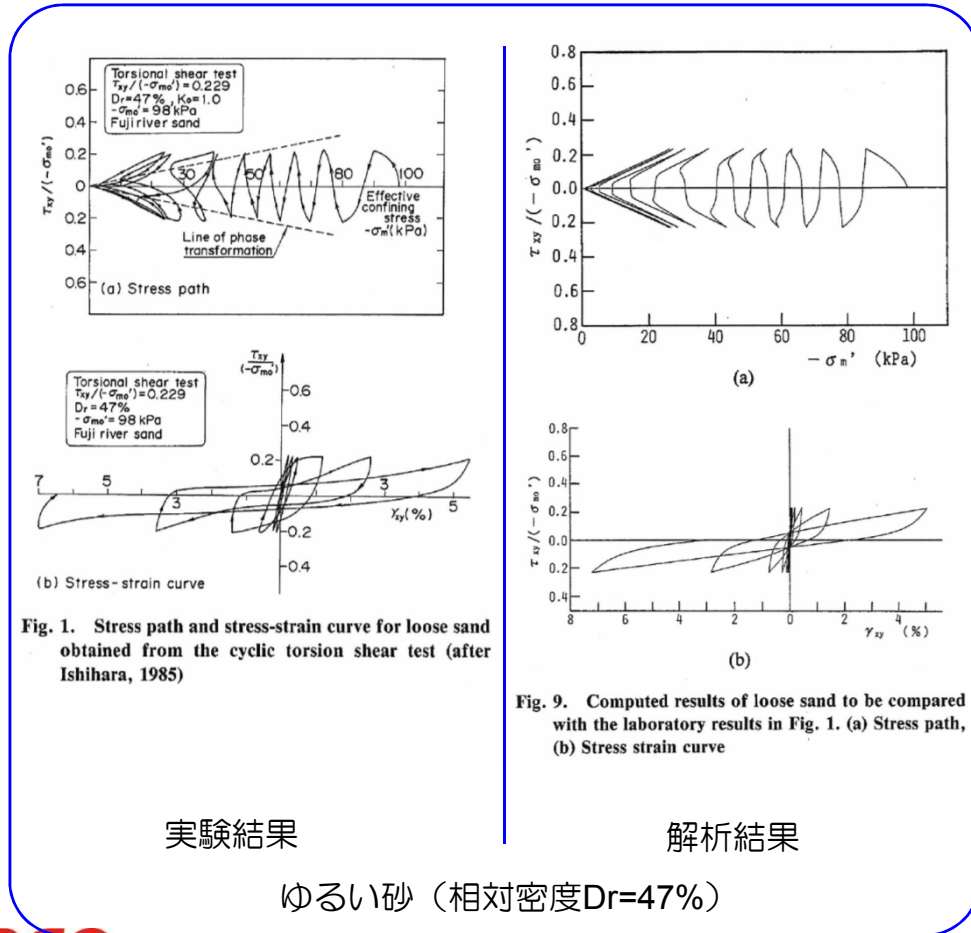 Torsional shear test
τxy/(-σmo')=0.229
Dr=47%, Ko=1.0
-σmo'=98 kPa
Fuji river sand
τxy/(-σmo')
0.6
0.4
0.2
0
0.2
0.4
0.6
30
50
80
100
Effective
confining
stress
-σm'(kPa)
Line of phase
transformation
(a) Stress path
Torsional shear test
τxy/(-σmo')=0.229
Dr=47%
-σmo'=98 kPa
Fuji river sand
τxy
(-σmo')
0.6
0.4
0.2
7
5
3
3
5
γxy(%)
0.2
0.4
(b) Stress-strain curve
Fig. 1. Stress path and stress-strain curve for loose sand
obtained from the cyclic torsion shear test (after
Ishihara, 1985)
実験結果
τxy/(-σmo')
0.8
0.6
0.4
0.2
0.0
0.2
0.4
0.6
0.8
0
20
40
60
80
100
-σm' (kPa)
(a)
τxy/(-σmo')
0.8
0.6
0.4
0.2
0.0
0.2
0.4
8
6
4
2
0
2
4
γxy (%)
(b)
Fig. 9. Computed results of loose sand to be compared
with the laboratory results in Fig. 1. (a) Stress path,
(b) Stress strain curve
解析結果
ゆるい砂（相対密度Dr=47%）